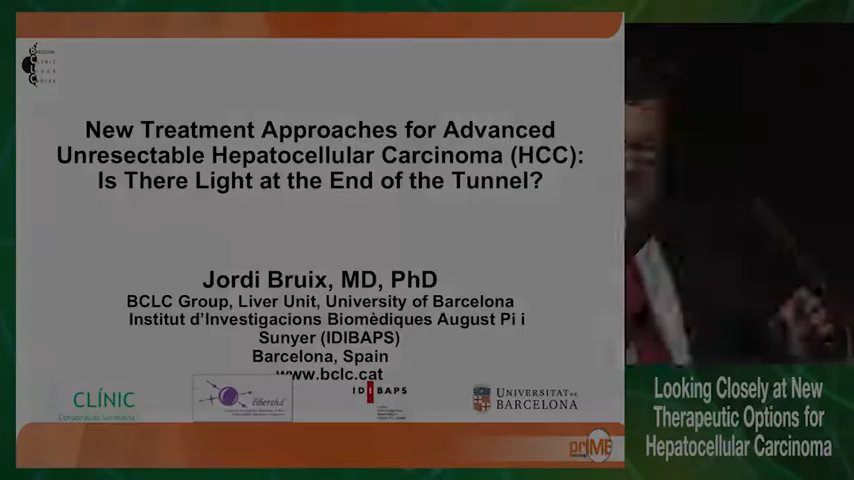 New Treatment Approaches for Advanced
Unresectable Hepatocellular Carcinoma (HCC):
Is There Light at the End of the Tunnel?
Jordi Bruix, MD, PhD
BCLC Group, Liver Unit, University of Barcelona
Institut d'Investigacions Biomèdiques August Pi i
Sunyer (IDIBAPS)
Barcelona, Spain
www.bclc.cat
CLÍNIC
IDIBAPS
UNIVERSITAT DE
BARCELONA
prIME
Looking Closely at New
Therapeutic Options for
Hepatocellular Carcinoma